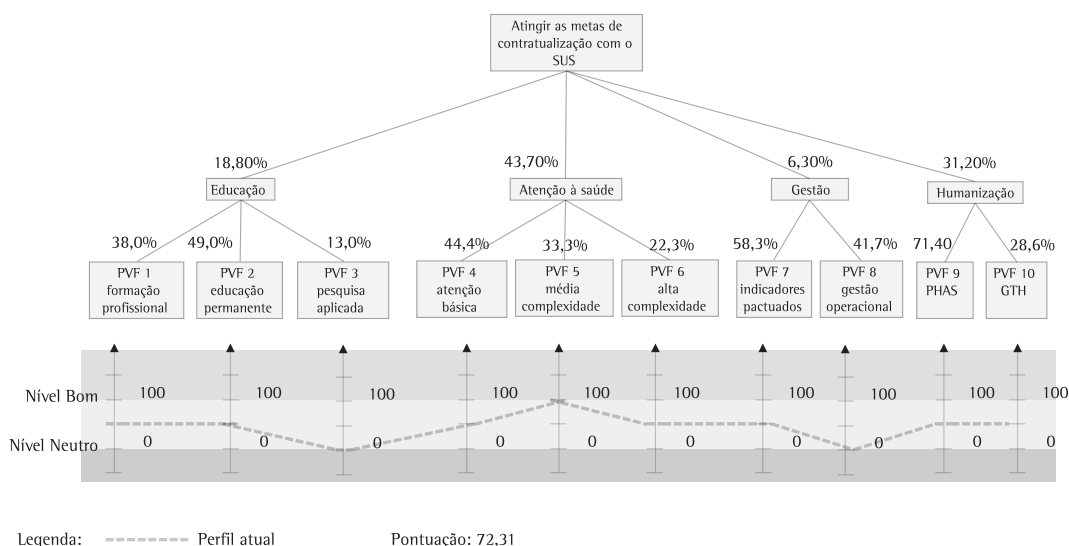 Atingir as metas de
contratualização com o
SUS
18,80%
43,70%
6,30%
31,20%
Educação
Atenção à saúde
Gestão
Humanização
38,0%
49,0%
13,0%
44,4%
33,3%
22,3%
58,3%
41,7%
71,40
28,6%
PVF 1
formação
profissional
PVF 2
educação
permanente
PVF 3
pesquisa
aplicada
PVF 4
atenção
básica
PVF 5
média
complexidade
PVF 6
alta
complexidade
PVF 7
indicadores
pactuados
PVF 8
gestão
operacional
PVF 9
PHAS
PVF 10
GTH
Nível Bom 100 100 100 100 100 100 100 100 100 100
Nível Neutro 0 0 0 0 0 0 0 0 0 0
Legenda: Perfil atual Pontuação: 72,31